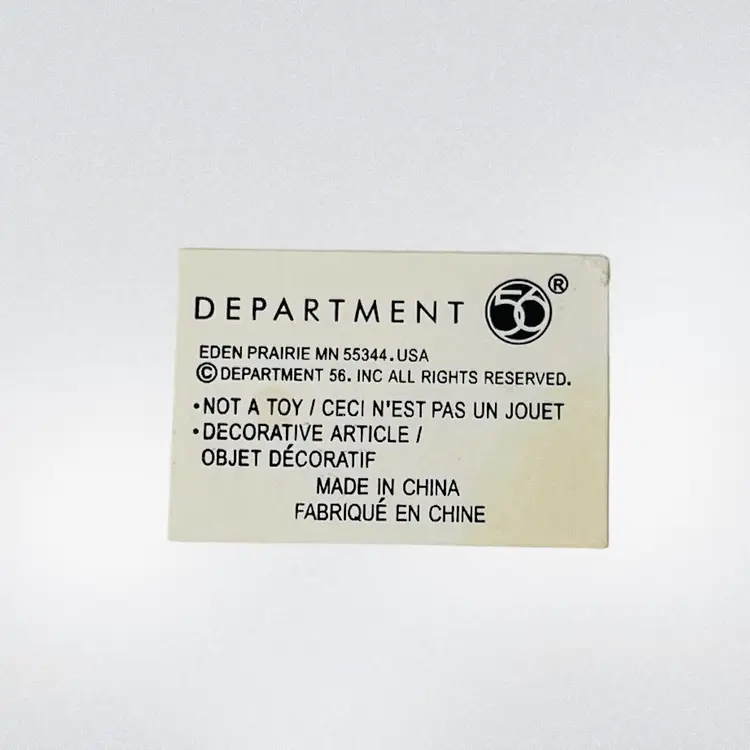 DEPARTMENT 56®
EDEN PRAIRIE MN 55344.USA
© DEPARTMENT 56. INC ALL RIGHTS RESERVED.
•NOT A TOY / CECI N'EST PAS UN JOUET
•DECORATIVE ARTICLE /
OBJET DÉCORATIF
MADE IN CHINA
FABRIQUÉ EN CHINE